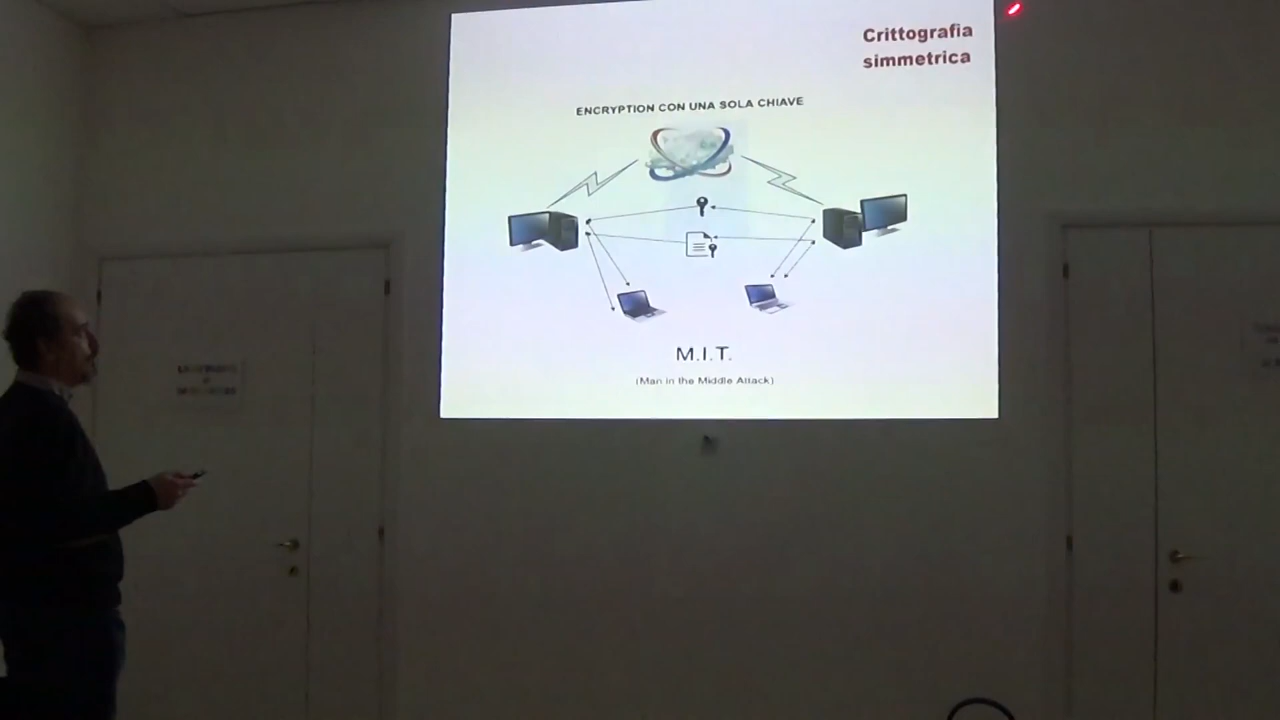 Crittografia
simmetrica
ENCRYPTION CON UNA SOLA CHIAVE
M.I.T.
(Man in the Middle Attack)